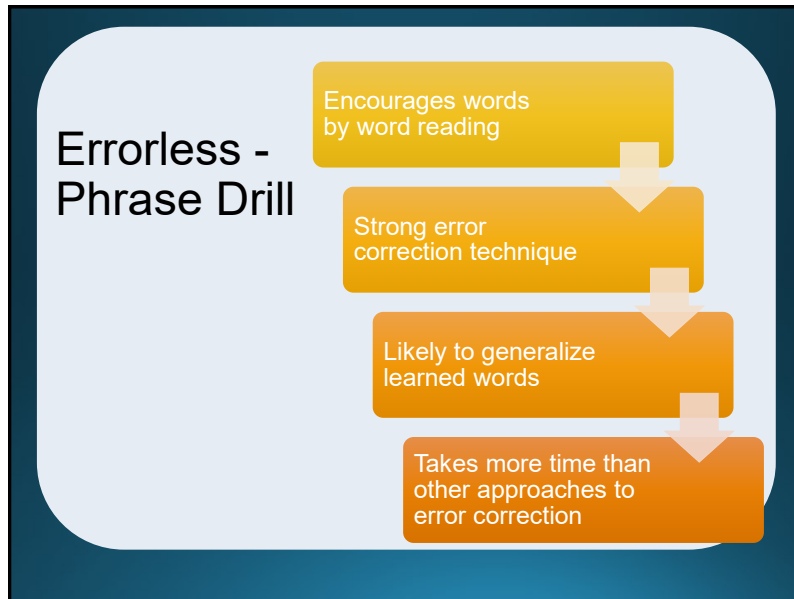 Errorless -
Phrase Drill
Encourages words
by word reading
Strong error
correction technique
Likely to generalize
learned words
Takes more time than
other approaches to
error correction